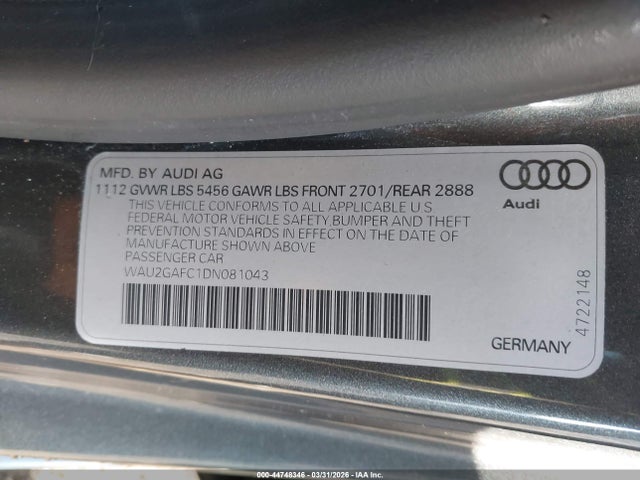 MFD. BY AUDI AG
1112 GVWR LBS 5456 GAWR LBS FRONT 2701/REAR 2888
THIS VEHICLE CONFORMS TO ALL APPLICABLE U.S.
FEDERAL MOTOR VEHICLE SAFETY,BUMPER AND THEFT
PREVENTION STANDARDS IN EFFECT ON THE DATE OF
MANUFACTURE SHOWN ABOVE
PASSENGER CAR
WAU2GAFC1DN081043
Audi
4722148
GERMANY
000-44748346 — 03/31/2026 — IAA Inc.